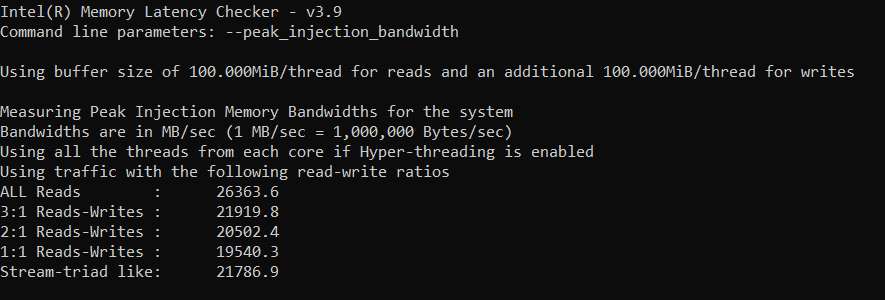 Intel(R) Memory Latency Checker - v3.9
Command line parameters: --peak_injection_bandwidth
Using buffer size of 100.000MiB/thread for reads and an additional 100.000MiB/thread for writes
Measuring Peak Injection Memory Bandwidths for the system
Bandwidths are in MB/sec (1 MB/sec = 1,000,000 Bytes/sec)
Using all the threads from each core if Hyper-threading is enabled
Using traffic with the following read-write ratios
ALL Reads        :      26363.6
3:1 Reads-Writes :      21919.8
2:1 Reads-Writes :      20502.4
1:1 Reads-Writes :      19540.3
Stream-triad like:      21786.9